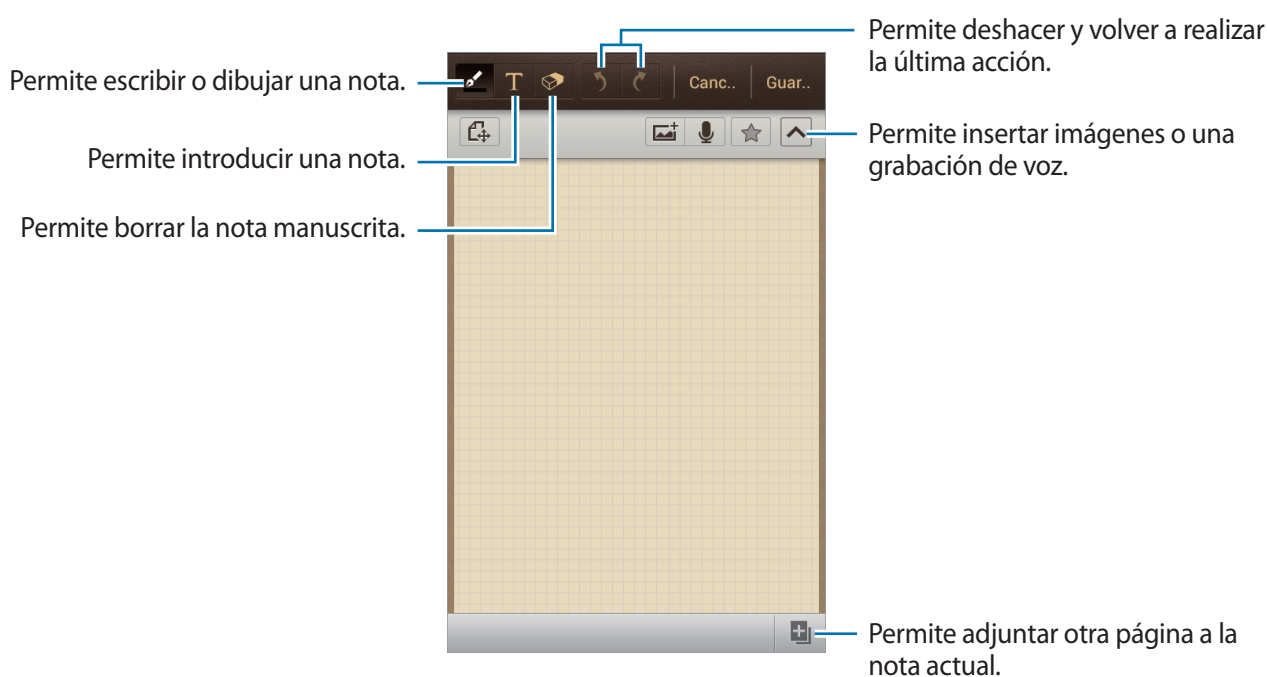 Permite deshacer y volver a realizar
la última acción.
Permite escribir o dibujar una nota.
T
Canc..
Guar..
Permite insertar imágenes o una
grabación de voz.
Permite introducir una nota.
Permite borrar la nota manuscrita.
Permite adjuntar otra página a la
nota actual.